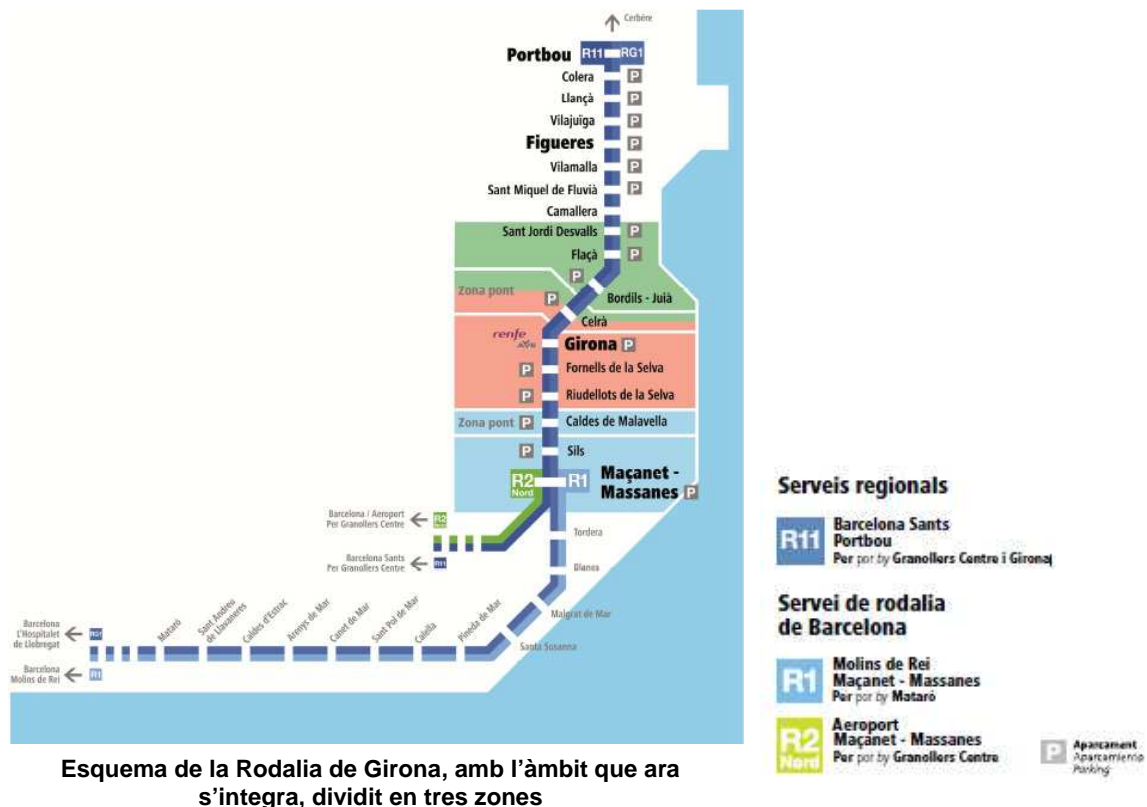 Cerbère
Portbou R11 RG1
Colera P
Llançà P
Vilajuïga P
Figueres P
Vilamalla P
Sant Miquel de Fluvià P
Camallera
Sant Jordi Desvalls P
Flaçà P
P
Zona pont P Bordils - Juià
Celrà
renfe
Girona P
P Fornells de la Selva
P Riudellots de la Selva
Zona pont P Caldes de Malavella
P Sils
R2 Nord R1 Maçanet -
Massanes P
Barcelona / Aeroport
Per Granollers Centre
R2
Tordera
Barcelona Sants
Per Granollers Centre
R11
Blanes
Malgrat de Mar
Santa Susanna
Pineda de Mar
Calella
Sant Pol de Mar
Canet de Mar
Arenys de Mar
Caldes d'Estrac
Sant Andreu
de Llavaneres
Mataró
Barcelona
L'Hospitalet
de Llobregat
RG1
Barcelona
Molins de Rei
R1
Serveis regionals
R11
Barcelona Sants
Portbou
Per por by Granollers Centre i Girona
Servei de rodalia
de Barcelona
R1
Molins de Rei
Maçanet - Massanes
Per por by Mataró
R2
Nord
Aeroport
Maçanet - Massanes
Per por by Granollers Centre
P
Aparcament
Aparcamiento
Parking
Esquema de la Rodalia de Girona, amb l'àmbit que ara
s'integra, dividit en tres zones